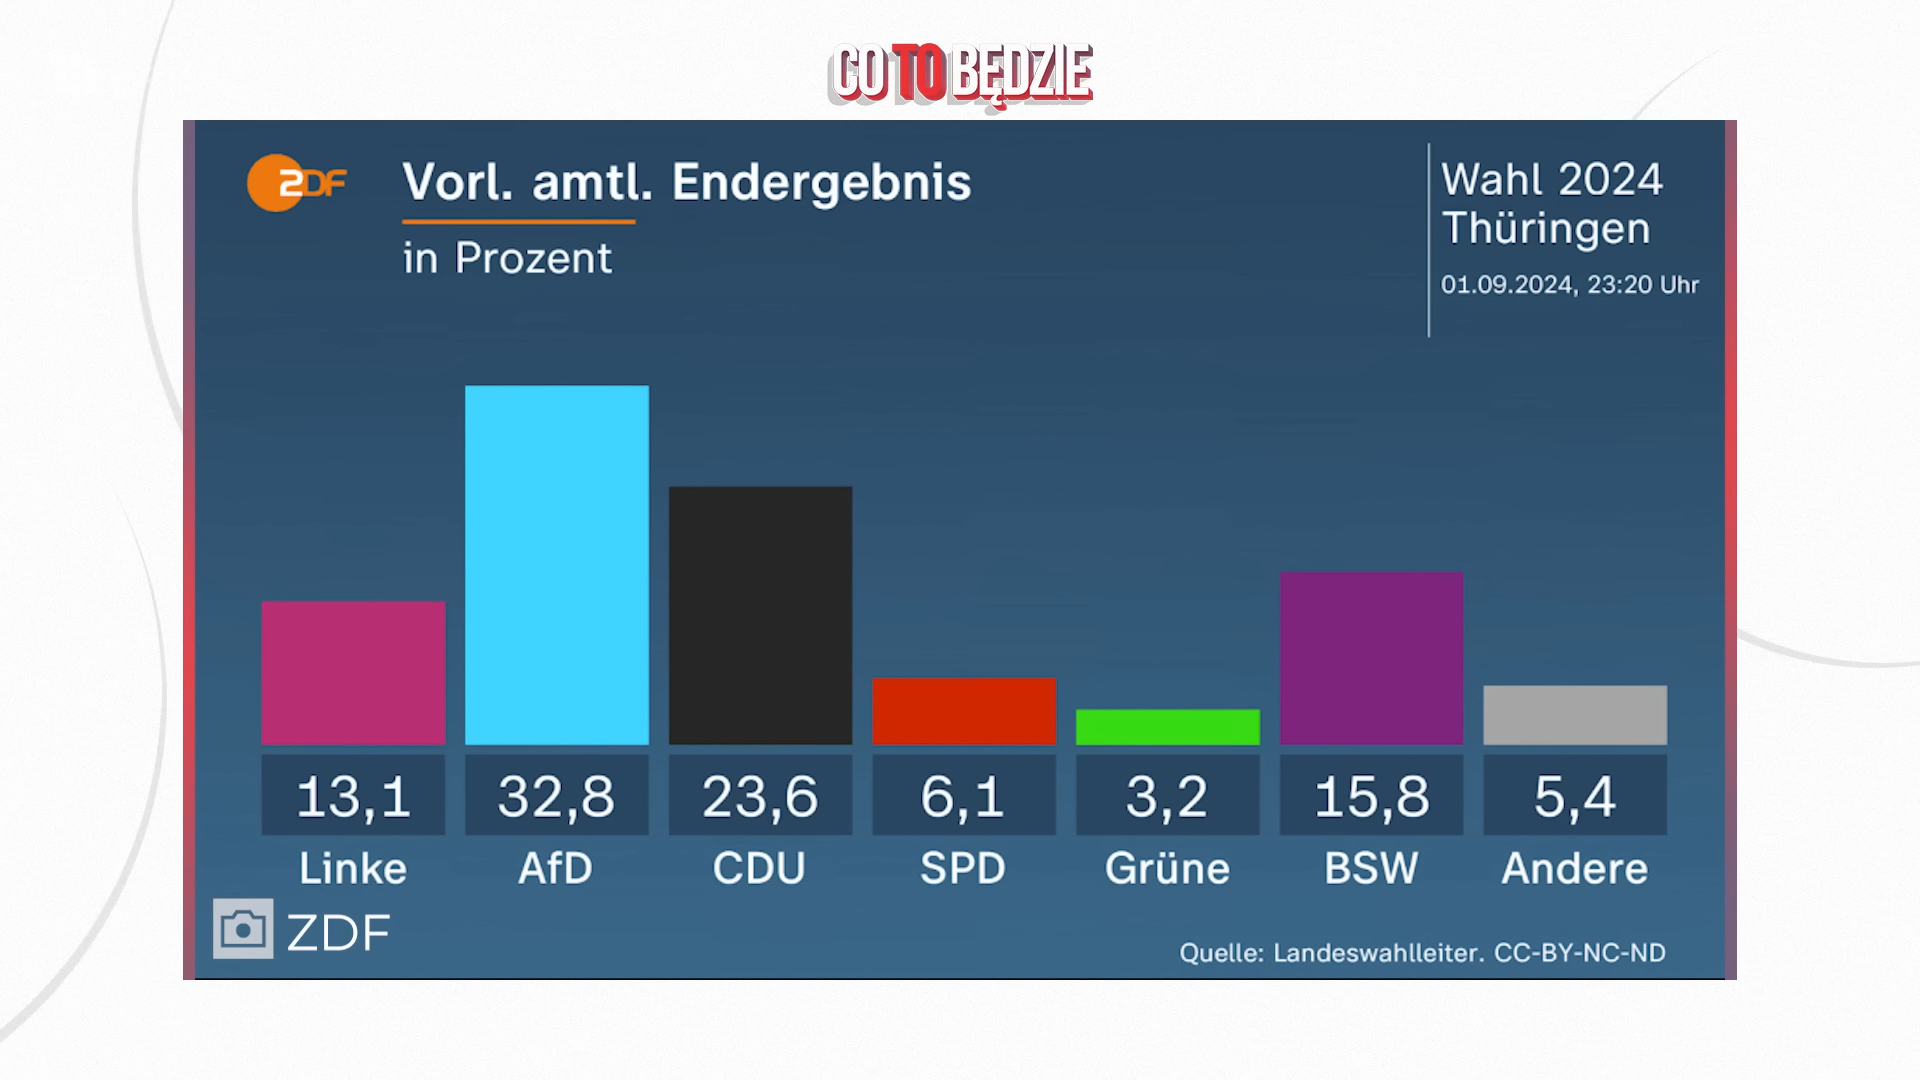 CO TO BĘDZIE
ZDF
Vorl. amtl. Endergebnis
in Prozent
Wahl 2024
Thüringen
01.09.2024, 23:20 Uhr
13,1 32,8 23,6 6,1 3,2 15,8 5,4
Linke AfD CDU SPD Grüne BSW Andere
ZDF
Quelle: Landeswahlleiter. CC-BY-NC-ND